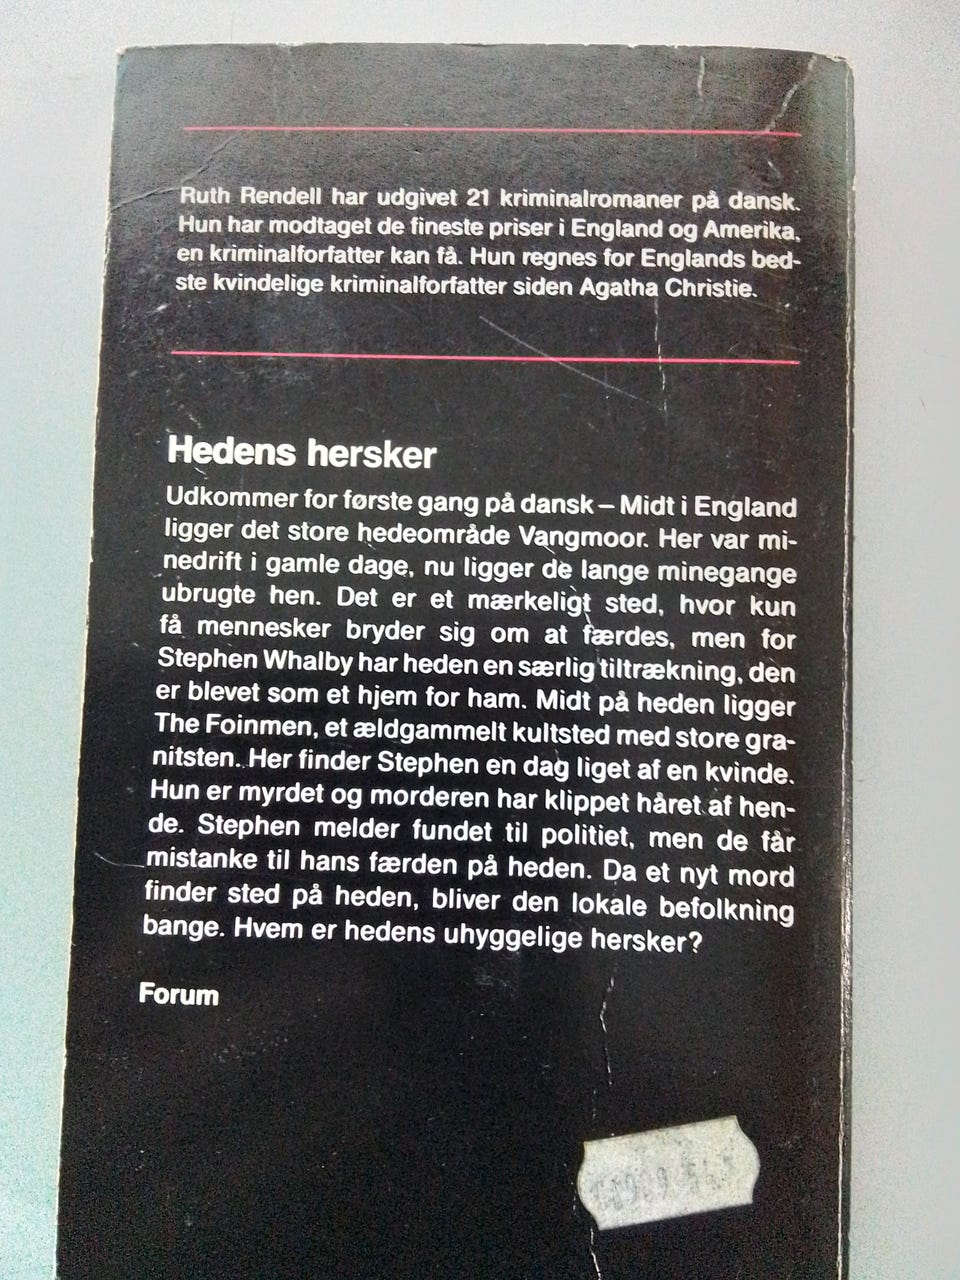 Ruth Rendell har udgivet 21 kriminalromaner på dansk.
Hun har modtaget de fineste priser i England og Amerika,
en kriminalforfatter kan få. Hun regnes for Englands bed-
ste kvindelige kriminalforfatter siden Agatha Christie.
Hedens hersker
Udkommer for første gang på dansk – Midt i England
ligger det store hedeområde Vangmoor. Her var mi-
nedrift i gamle dage, nu ligger de lange minegange
ubrugte hen. Det er et mærkeligt sted, hvor kun
få mennesker bryder sig om at færdes, men for
Stephen Whalby har heden en særlig tiltrækning, den
er blevet som et hjem for ham. Midt på heden ligger
The Foinmen, et ældgammelt kultsted med store gra-
nitsten. Her finder Stephen en dag liget af en kvinde.
Hun er myrdet og morderen har klippet håret af hen-
de. Stephen melder fundet til politiet, men de får
mistanke til hans færden på heden. Da et nyt mord
finder sted på heden, bliver den lokale befolkning
bange. Hvem er hedens uhyggelige hersker?
Forum